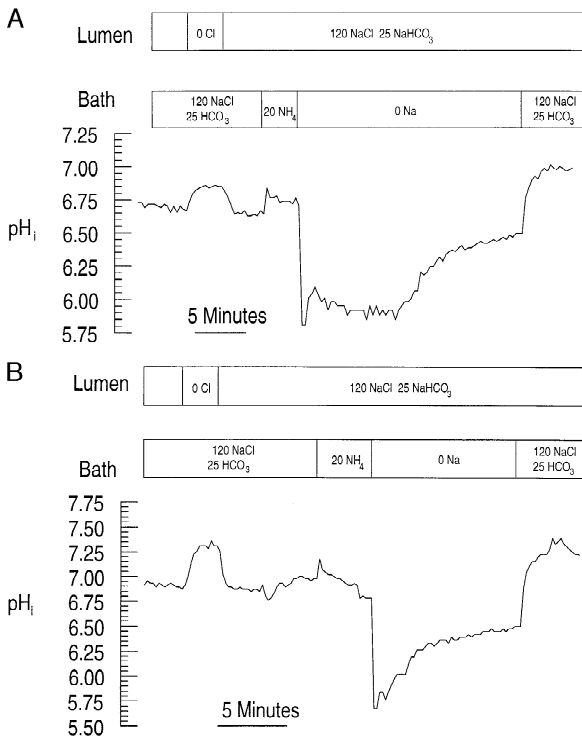 A
Lumen
0 Cl
120 NaCl 25 NaHCO₃
Bath
120 NaCl
25 HCO₃
20 NH₄
0 Na
120 NaCl
25 HCO₃
7.25
7.00
6.75
6.50
6.25
6.00
5.75
pHᵢ
5 Minutes
B
Lumen
0 Cl
120 NaCl 25 NaHCO₃
Bath
120 NaCl
25 HCO₃
20 NH₄
0 Na
120 NaCl
25 HCO₃
7.75
7.50
7.25
7.00
6.75
6.50
6.25
6.00
5.75
5.50
pHᵢ
5 Minutes